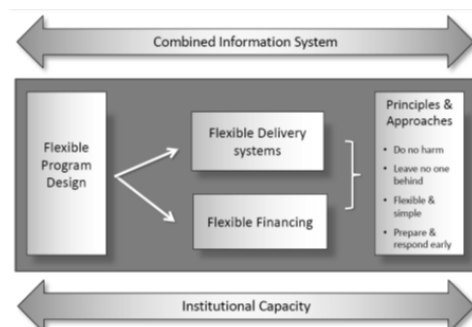 Combined Information System
Flexible
Program
Design
Flexible Delivery
systems
Flexible Financing
Principles &
Approaches
• Do no harm
• Leave no one
behind
• Flexible &
simple
• Prepare &
respond early
Institutional Capacity